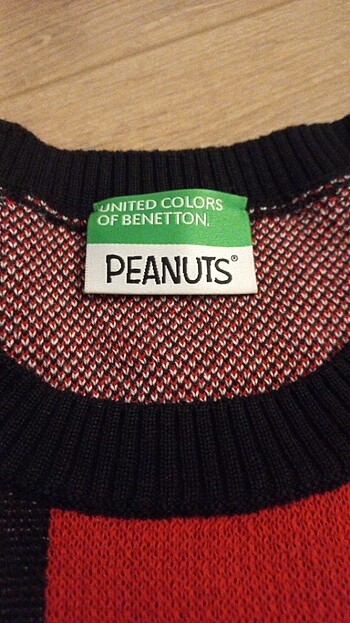 UNITED COLORS
OF BENETTON.
PEANUTS®